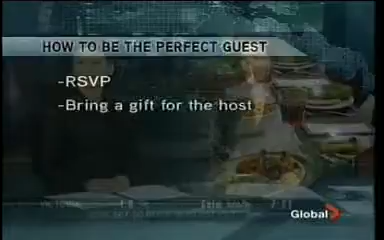 HOW TO BE THE PERFECT GUEST
-RSVP
-Bring a gift for the host
Global